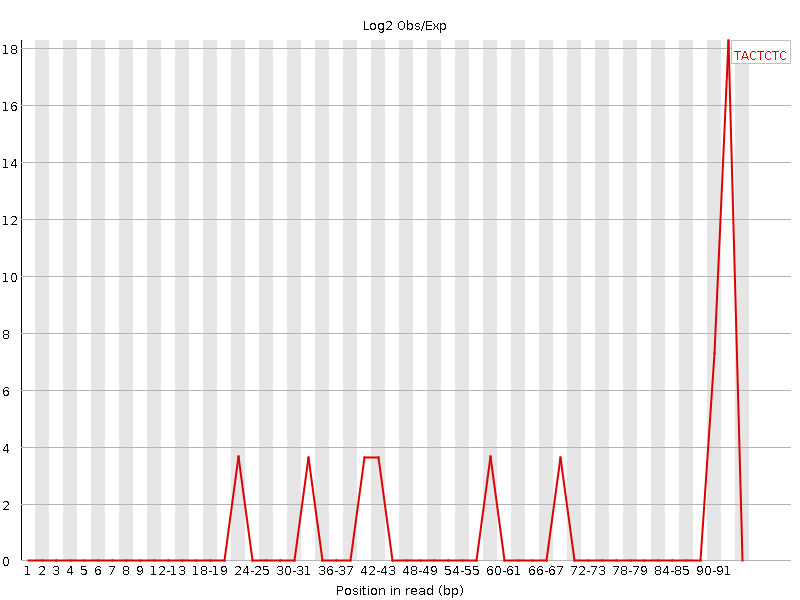 Log2 Obs/Exp
18
16
14
12
10
8
6
4
2
0
TACTCTC
1 2 3 4 5 6 7 8 9 12-13 18-19 24-25 30-31 36-37 42-43 48-49 54-55 60-61 66-67 72-73 78-79 84-85 90-91
Position in read (bp)